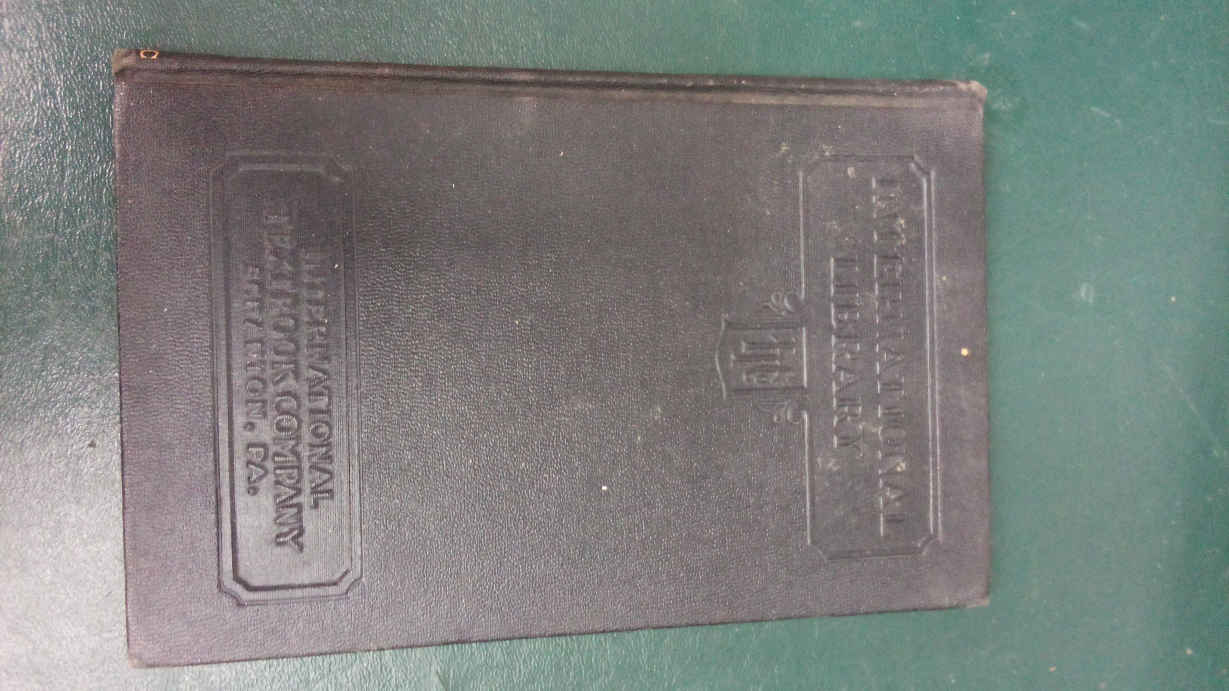 INTERNATIONAL
LIBRARY
INTERNATIONAL
TEXTBOOK COMPANY
SCRANTON, PA.